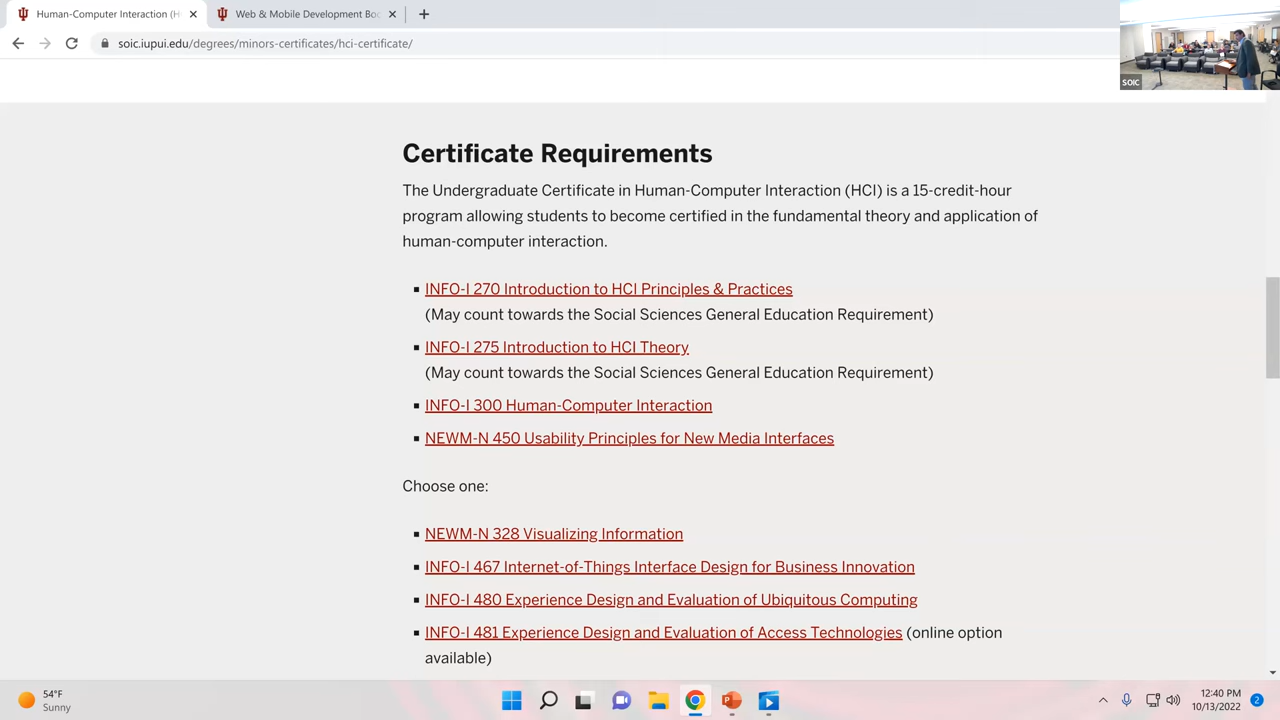 Human-Computer Interaction (H
Web & Mobile Development Bo
soic.iupui.edu/degrees/minors-certificates/hci-certificate/
SOIC
Certificate Requirements
The Undergraduate Certificate in Human-Computer Interaction (HCI) is a 15-credit-hour
program allowing students to become certified in the fundamental theory and application of
human-computer interaction.
INFO-I 270 Introduction to HCI Principles & Practices
(May count towards the Social Sciences General Education Requirement)
INFO-I 275 Introduction to HCI Theory
(May count towards the Social Sciences General Education Requirement)
INFO-I 300 Human-Computer Interaction
NEWM-N 450 Usability Principles for New Media Interfaces
Choose one:
NEWM-N 328 Visualizing Information
INFO-I 467 Internet-of-Things Interface Design for Business Innovation
INFO-I 480 Experience Design and Evaluation of Ubiquitous Computing
INFO-I 481 Experience Design and Evaluation of Access Technologies (online option
available)
54°F
Sunny
12:40 PM
10/13/2022
2